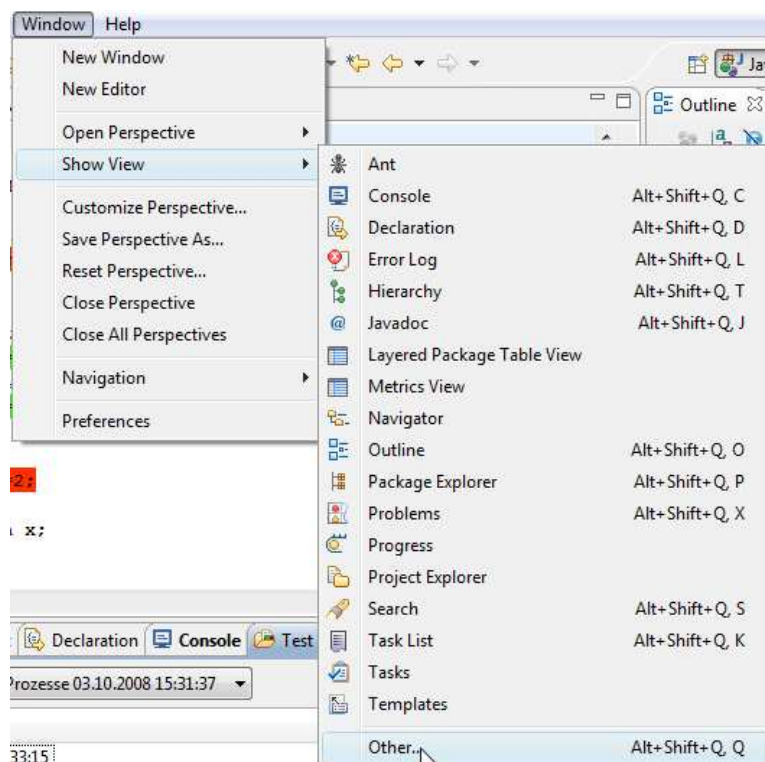 Window Help
New Window
New Editor
Open Perspective
Show View
Customize Perspective...
Save Perspective As...
Reset Perspective...
Close Perspective
Close All Perspectives
Navigation
Preferences
Outline
Ant
Console Alt+Shift+Q, C
Declaration Alt+Shift+Q, D
Error Log Alt+Shift+Q, L
Hierarchy Alt+Shift+Q, T
@ Javadoc Alt+Shift+Q, J
Layered Package Table View
Metrics View
Navigator
Outline Alt+Shift+Q, O
Package Explorer Alt+Shift+Q, P
Problems Alt+Shift+Q, X
Progress
Project Explorer
Search Alt+Shift+Q, S
Task List Alt+Shift+Q, K
Tasks
Templates
Other... Alt+Shift+Q, Q
2;
x;
Declaration Console Test
Prozesse 03.10.2008 15:31:37
33:15